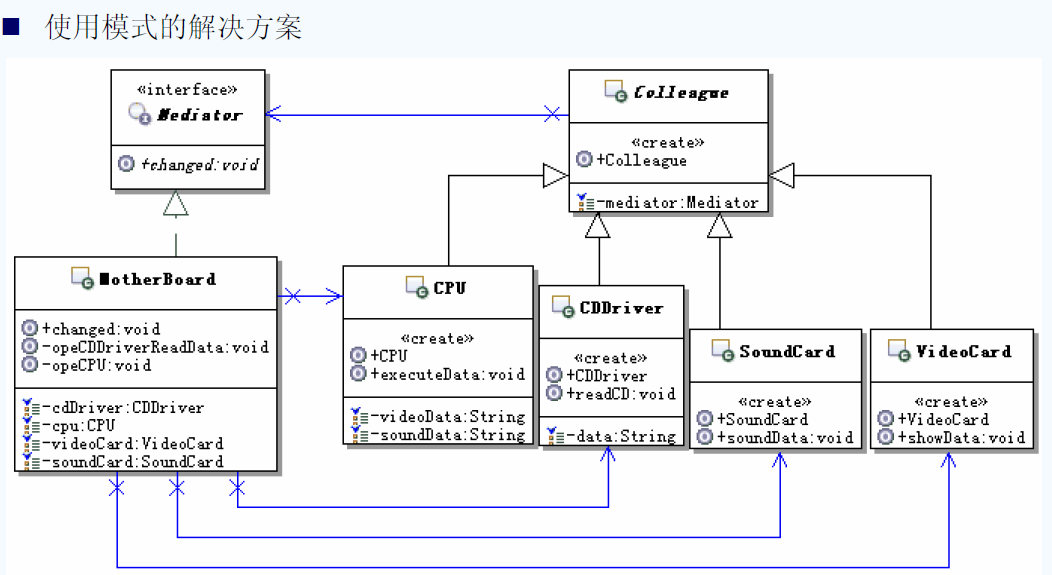 使用模式的解决方案
«interface»
Mediator
+changed:void
Colleague
«create»
+Colleague
-mediator:Mediator
MotherBoard
+changed:void
-opeCDDriverReadData:void
-opeCPU:void
-cdDriver:CDDriver
-cpu:CPU
-videoCard:VideoCard
-soundCard:SoundCard
CPU
«create»
+CPU
+executeData:void
-videoData:String
-soundData:String
CDDriver
«create»
+CDDriver
+readCD:void
-data:String
SoundCard
«create»
+SoundCard
+soundData:void
VideoCard
«create»
+VideoCard
+showData:void